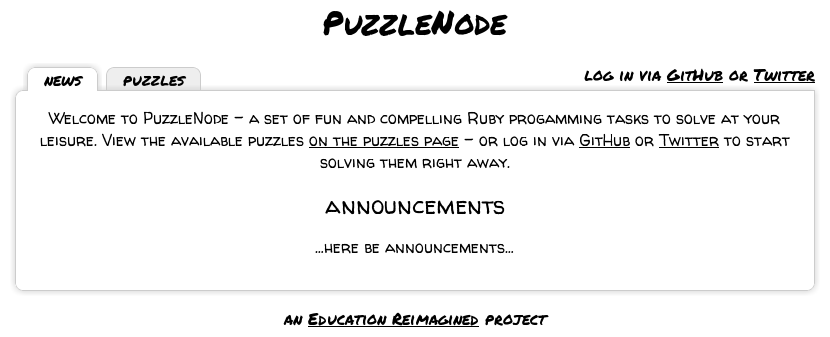 PuzzleNode
news
puzzles
log in via GitHub or Twitter
Welcome to PuzzleNode – a set of fun and compelling Ruby progamming tasks to solve at your
leisure. View the available puzzles on the puzzles page – or log in via GitHub or Twitter to start
solving them right away.
announcements
...here be announcements...
an Education Reimagined project